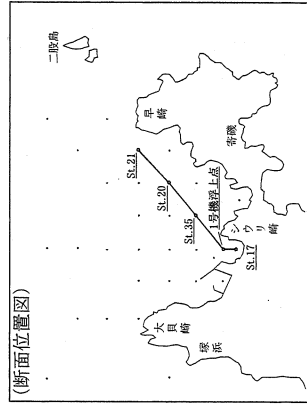 (断面位置図)
二股島
早崎
寄磯
St.21
St.20
St.35
1号機浮上点
シウリ崎
St.17
大貝崎
塚浜